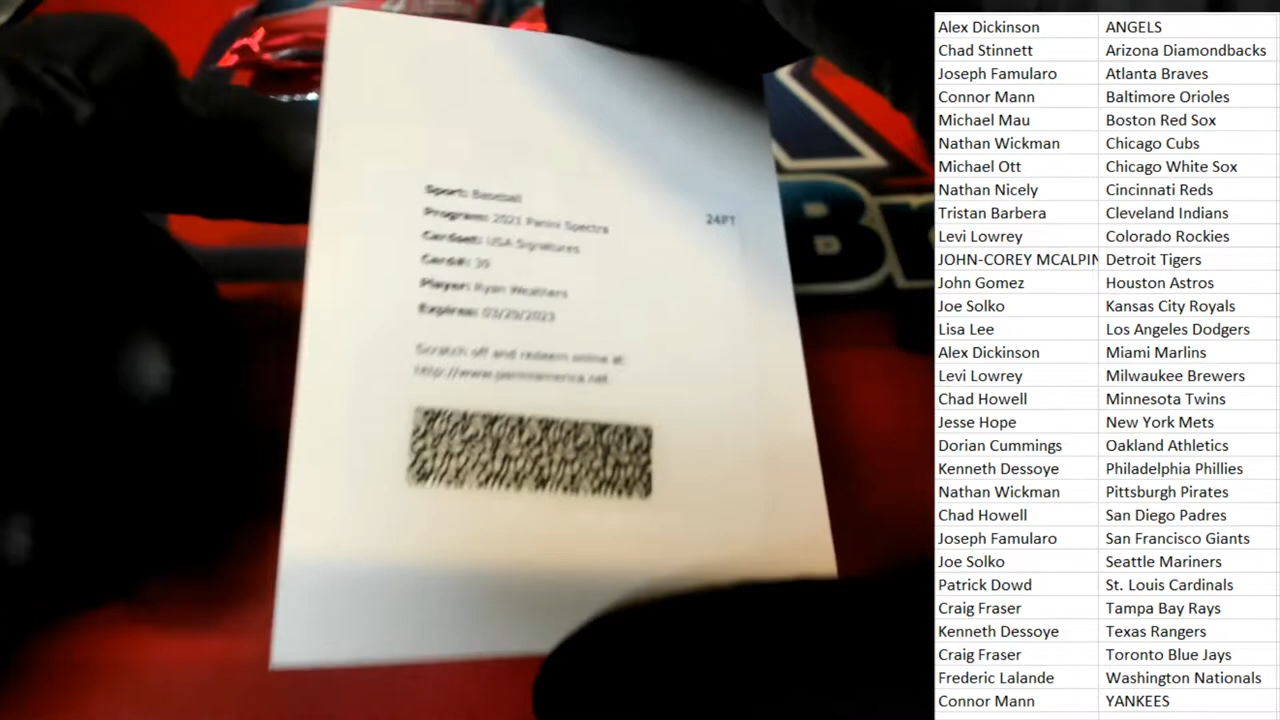 Sport: Baseball
Program: 2021 Panini Spectra
Cardset: USA Signatures
Card#: 39
Player: Ryan Weathers
Expires: 03/29/2023
24PT
Scratch off and redeem online at:
http://www.paniniamerica.net
Br
Alex Dickinson ANGELS
Chad Stinnett Arizona Diamondbacks
Joseph Famularo Atlanta Braves
Connor Mann Baltimore Orioles
Michael Mau Boston Red Sox
Nathan Wickman Chicago Cubs
Michael Ott Chicago White Sox
Nathan Nicely Cincinnati Reds
Tristan Barbera Cleveland Indians
Levi Lowrey Colorado Rockies
JOHN-COREY MCALPIN Detroit Tigers
John Gomez Houston Astros
Joe Solko Kansas City Royals
Lisa Lee Los Angeles Dodgers
Alex Dickinson Miami Marlins
Levi Lowrey Milwaukee Brewers
Chad Howell Minnesota Twins
Jesse Hope New York Mets
Dorian Cummings Oakland Athletics
Kenneth Dessoye Philadelphia Phillies
Nathan Wickman Pittsburgh Pirates
Chad Howell San Diego Padres
Joseph Famularo San Francisco Giants
Joe Solko Seattle Mariners
Patrick Dowd St. Louis Cardinals
Craig Fraser Tampa Bay Rays
Kenneth Dessoye Texas Rangers
Craig Fraser Toronto Blue Jays
Frederic Lalande Washington Nationals
Connor Mann YANKEES